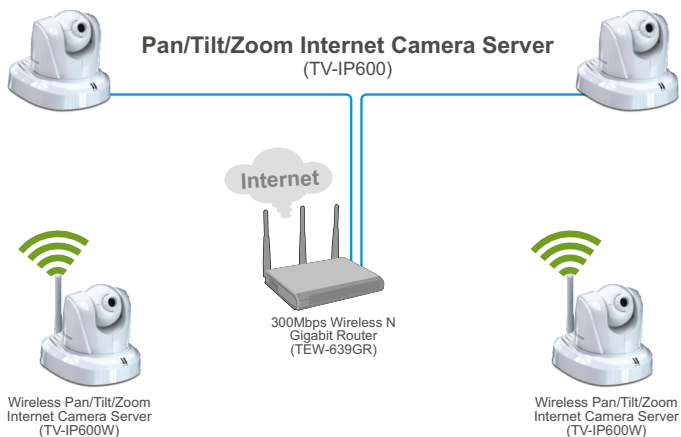 Pan/Tilt/Zoom Internet Camera Server
(TV-IP600)
Internet
300Mbps Wireless N
Gigabit Router
(TEW-639GR)
Wireless Pan/Tilt/Zoom
Internet Camera Server
(TV-IP600W)
Wireless Pan/Tilt/Zoom
Internet Camera Server
(TV-IP600W)